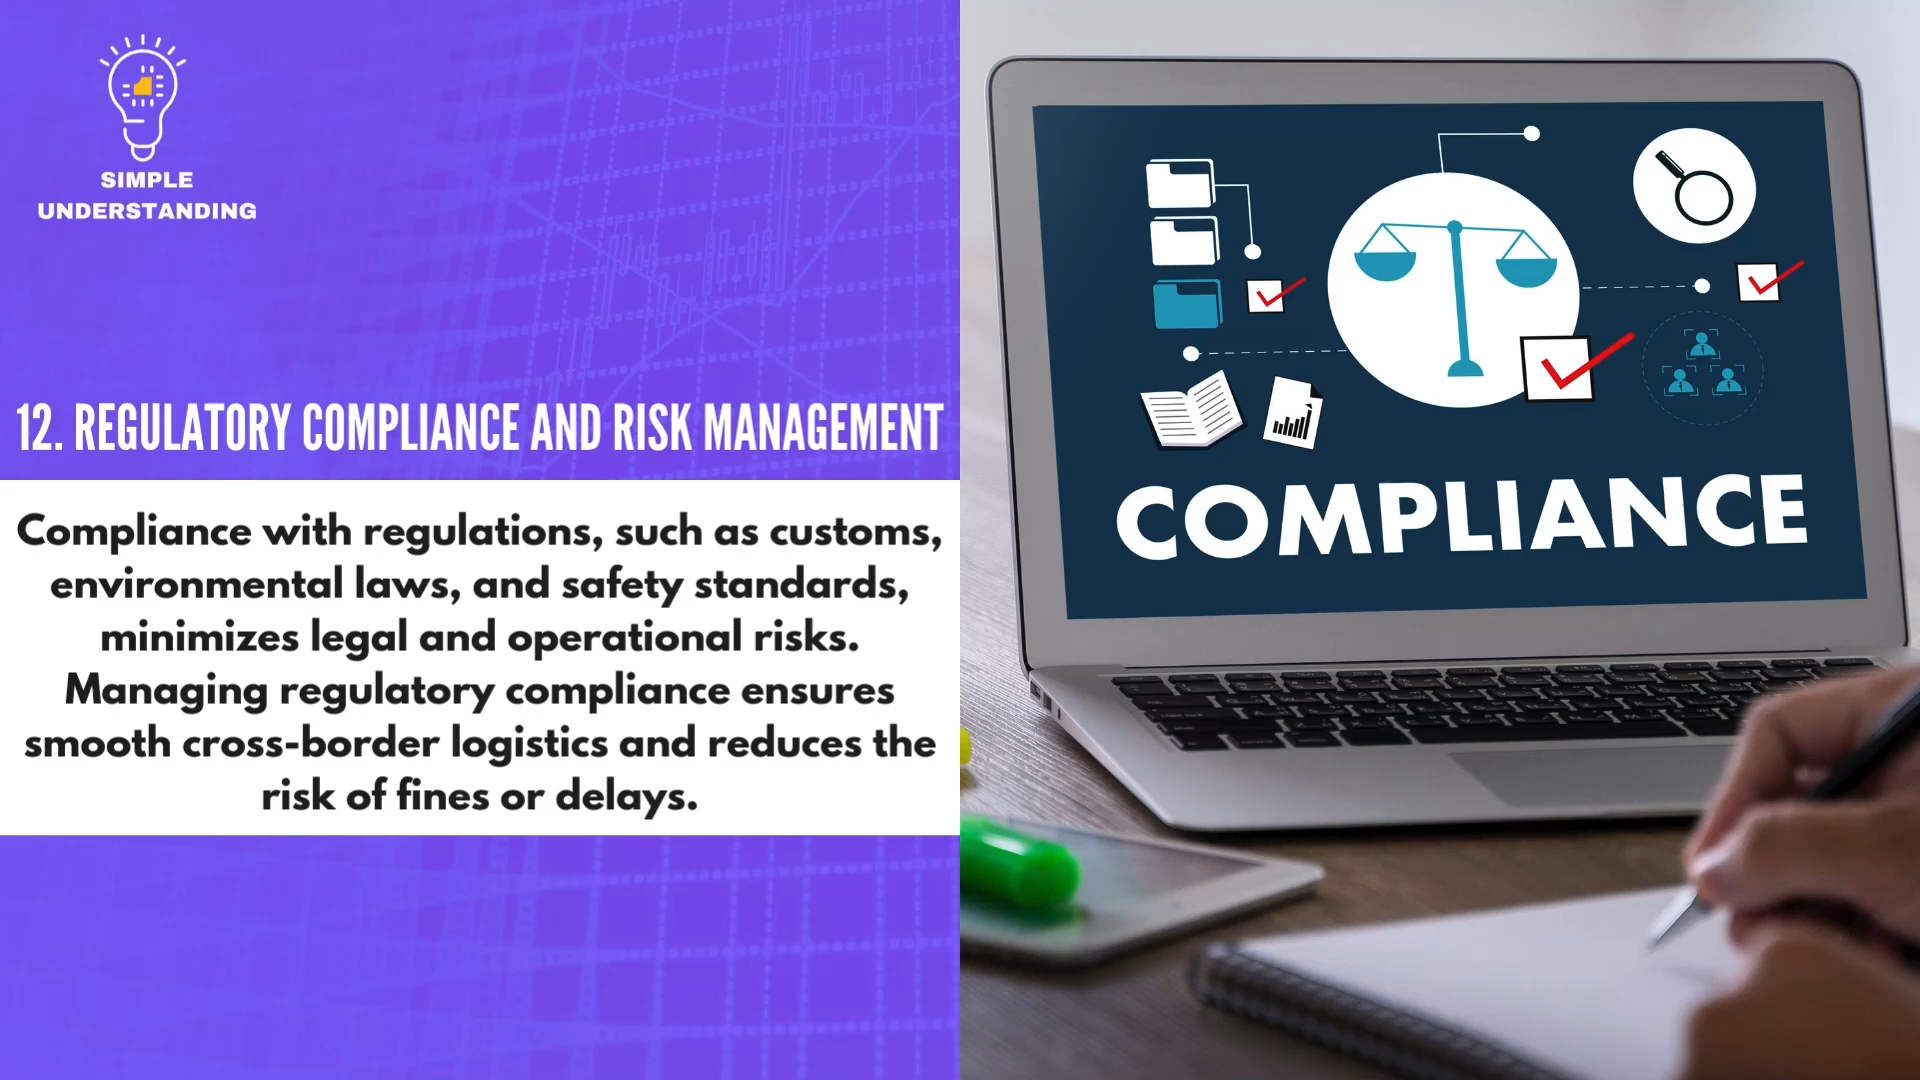 SIMPLE
UNDERSTANDING
12. REGULATORY COMPLIANCE AND RISK MANAGEMENT
Compliance with regulations, such as customs,
environmental laws, and safety standards,
minimizes legal and operational risks.
Managing regulatory compliance ensures
smooth cross-border logistics and reduces the
risk of fines or delays.
COMPLIANCE